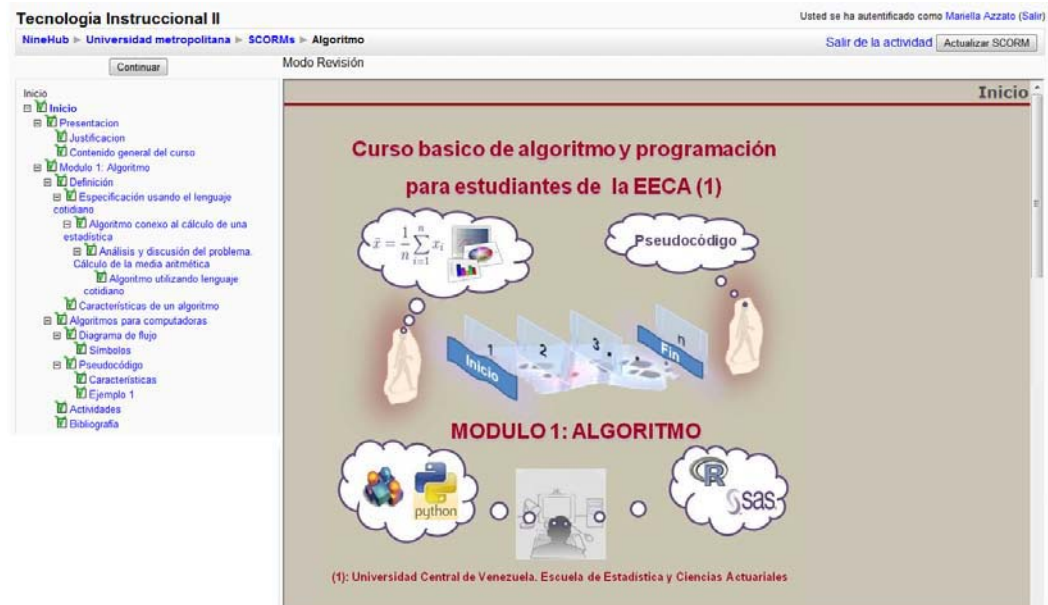 Tecnologia Instruccional II
Usted se ha autentificado como Mariella Azzato (Salir)
NineHub ► Universidad metropolitana ► SCORMs ► Algoritmo
Salir de la actividad Actualizar SCORM
Continuar
Modo Revisión
Inicio
Inicio
Presentacion
Justificacion
Contenido general del curso
Modulo 1: Algoritmo
Definición
Especificación usando el lenguaje
cotidiano
Algoritmo conexo al cálculo de una
estadística
Análisis y discusión del problema.
Cálculo de la media aritmética
Algoritmo utilizando lenguaje
cotidiano
Características de un algoritmo
Algoritmos para computadoras
Diagrama de flujo
Símbolos
Pseudocódigo
Características
Ejemplo 1
Actividades
Bibliografía
Inicio
Curso basico de algoritmo y programación
para estudiantes de la EECA (1)
x̄ = 1/n ∑ i=1 n xi
Pseudocódigo
Inicio 1 2 3 . . . n Fin
MODULO 1: ALGORITMO
python
R
sas
(1): Universidad Central de Venezuela. Escuela de Estadística y Ciencias Actuariales